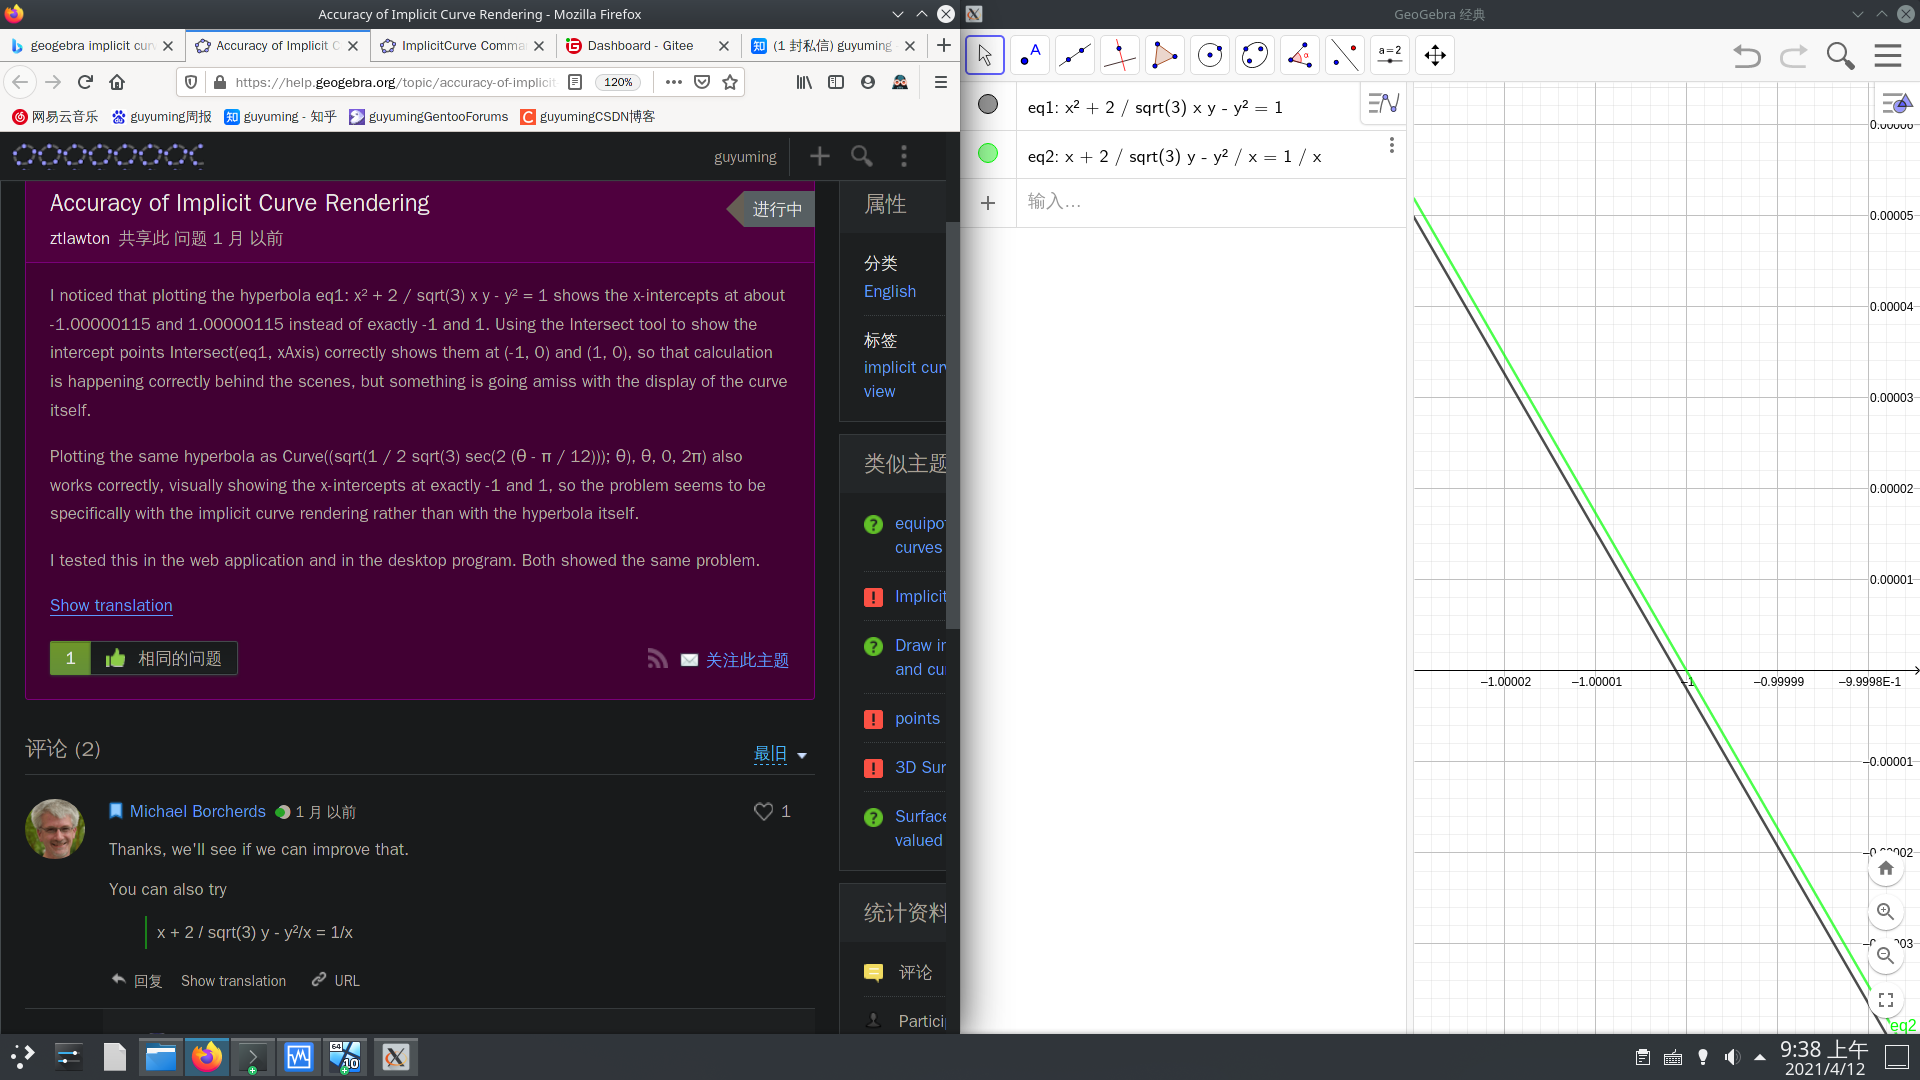 Accuracy of Implicit Curve Rendering - Mozilla Firefox
geogebra implicit cur
Accuracy of Implicit C
ImplicitCurve Comma
Dashboard - Gitee
(1 封私信) guyuming
https://help.geogebra.org/topic/accuracy-of-implicit
120%
网易云音乐
guyuming周报
guyuming - 知乎
guyumingGentooForums
guyumingCSDN博客
guyuming
Accuracy of Implicit Curve Rendering
进行中
ztlawton 共享此 问题 1 月 以前
I noticed that plotting the hyperbola eq1: x² + 2 / sqrt(3) x y - y² = 1 shows the x-intercepts at about
-1.00000115 and 1.00000115 instead of exactly -1 and 1. Using the Intersect tool to show the
intercept points Intersect(eq1, xAxis) correctly shows them at (-1, 0) and (1, 0), so that calculation
is happening correctly behind the scenes, but something is going amiss with the display of the curve
itself.
Plotting the same hyperbola as Curve((sqrt(1 / 2 sqrt(3) sec(2 (θ - π / 12))); θ), θ, 0, 2π) also
works correctly, visually showing the x-intercepts at exactly -1 and 1, so the problem seems to be
specifically with the implicit curve rendering rather than with the hyperbola itself.
I tested this in the web application and in the desktop program. Both showed the same problem.
Show translation
1
相同的问题
关注此主题
评论 (2)
最旧
Michael Borcherds
1 月 以前
1
Thanks, we'll see if we can improve that.
You can also try
x + 2 / sqrt(3) y - y²/x = 1/x
回复
Show translation
URL
属性
分类
English
标签
implicit cur
view
类似主题
equipo
curves
Implicit
Draw
and
points
3D Sur
Surface
valued
统计资料
评论
Partici
GeoGebra 经典
A
a=2
eq1: x² + 2 / sqrt(3) x y - y² = 1
eq2: x + 2 / sqrt(3) y - y² / x = 1 / x
输入…
0.00006
0.00005
0.00004
0.00003
0.00002
0.00001
–1.00002
–1.00001
–1
–0.99999
–9.9998E-1
–0.00001
eq2
64
10
9:38 上午
2021/4/12